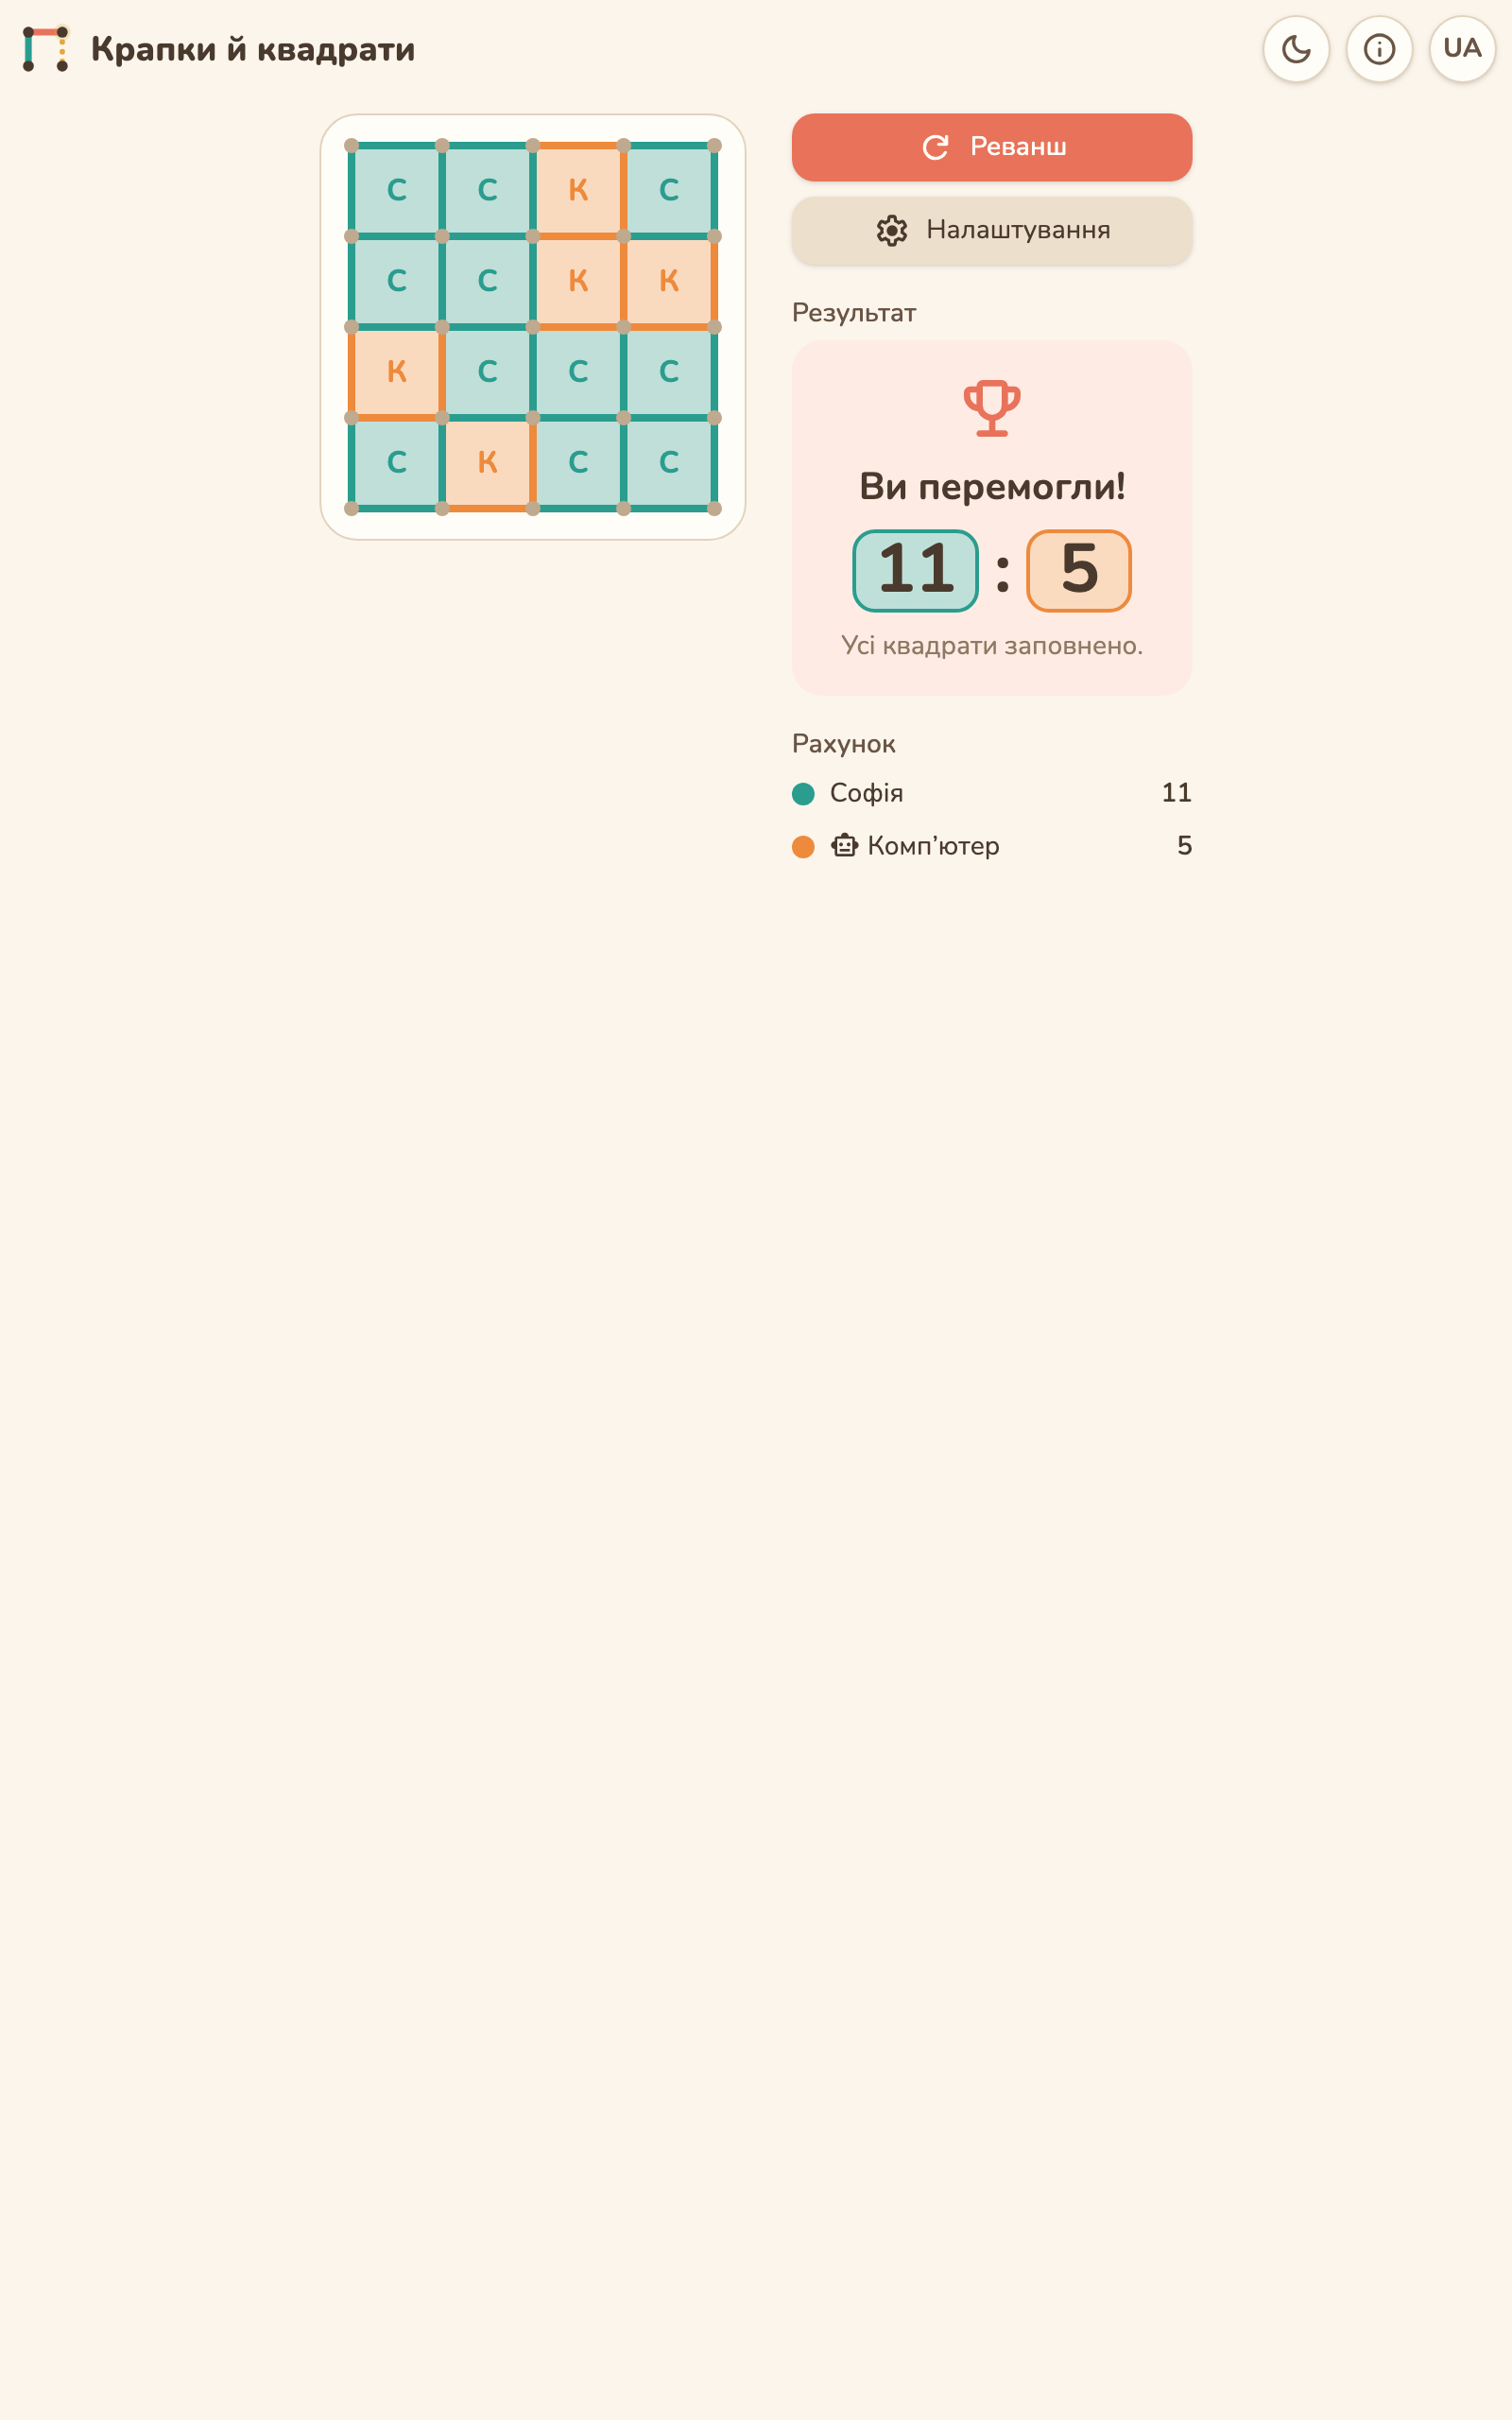 Крапки й квадрати
UA
С С К С
С С К К
К С С С
С К С С
Реванш
Налаштування
Результат
Ви перемогли!
11 : 5
Усі квадрати заповнено.
Рахунок
Софія 11
Комп’ютер 5